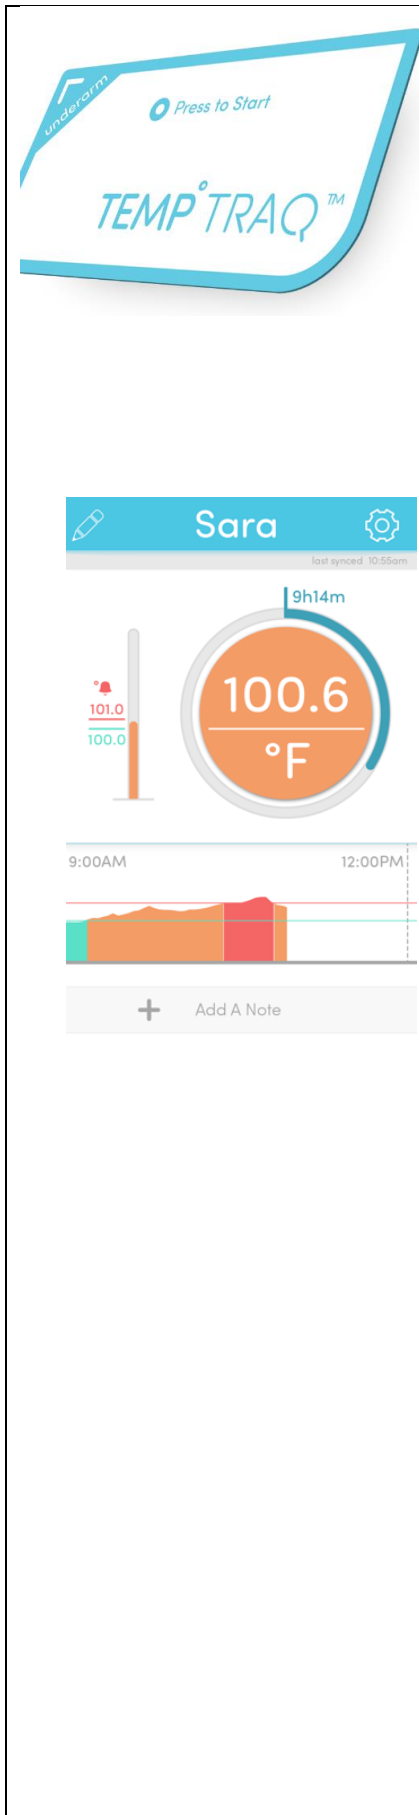 underarm
Press to Start
TEMP°TRAQ™
Sara
last synced 10:55am
9h14m
101.0
100.0
100.6
°F
9:00AM
12:00PM
+ Add A Note